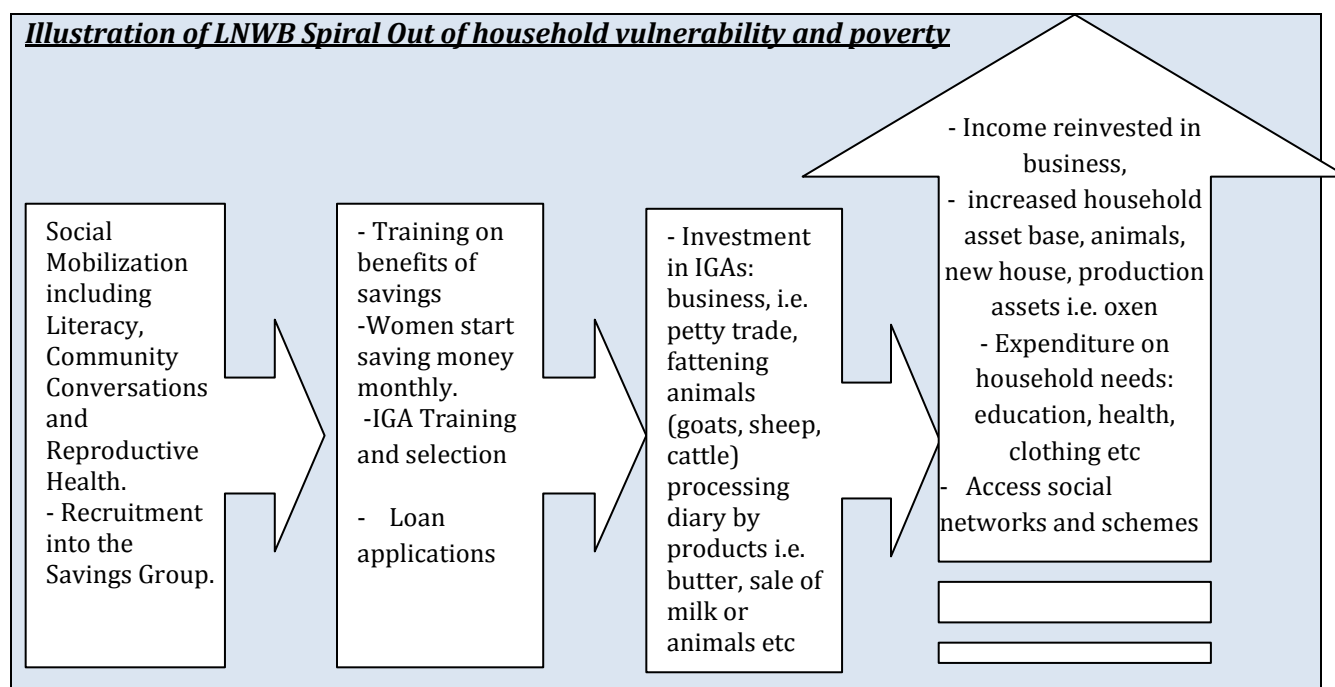 Illustration of LNWB Spiral Out of household vulnerability and poverty
Social
Mobilization
including
Literacy,
Community
Conversations
and
Reproductive
Health.
- Recruitment
into the
Savings Group.
- Training on
benefits of
savings
-Women start
saving money
monthly.
-IGA Training
and selection
- Loan
applications
- Investment
in IGAs:
business, i.e.
petty trade,
fattening
animals
(goats, sheep,
cattle)
processing
diary by
products i.e.
butter, sale of
milk or
animals etc
- Income reinvested in
business,
- increased household
asset base, animals,
new house, production
assets i.e. oxen
- Expenditure on
household needs:
education, health,
clothing etc
- Access social
networks and schemes